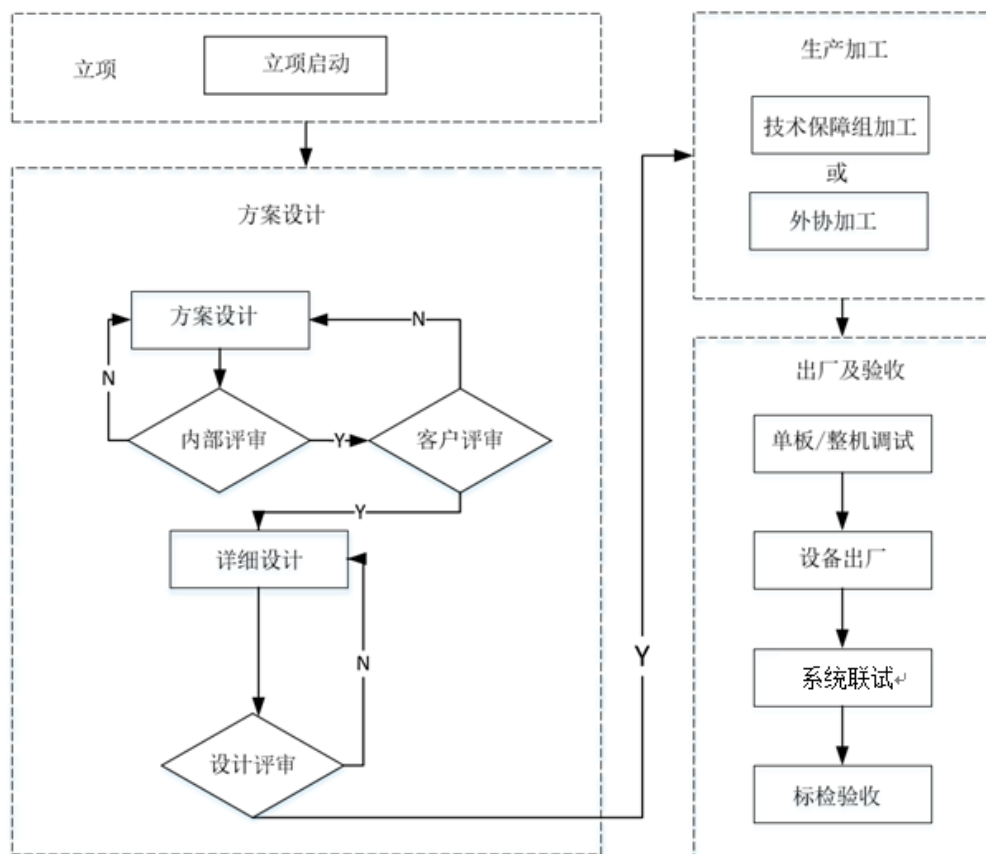 立项
立项启动
方案设计
方案设计
N
N
内部评审
Y
客户评审
Y
详细设计
N
设计评审
Y
生产加工
技术保障组加工
或
外协加工
出厂及验收
单板/整机调试
设备出厂
系统联试↵
标检验收